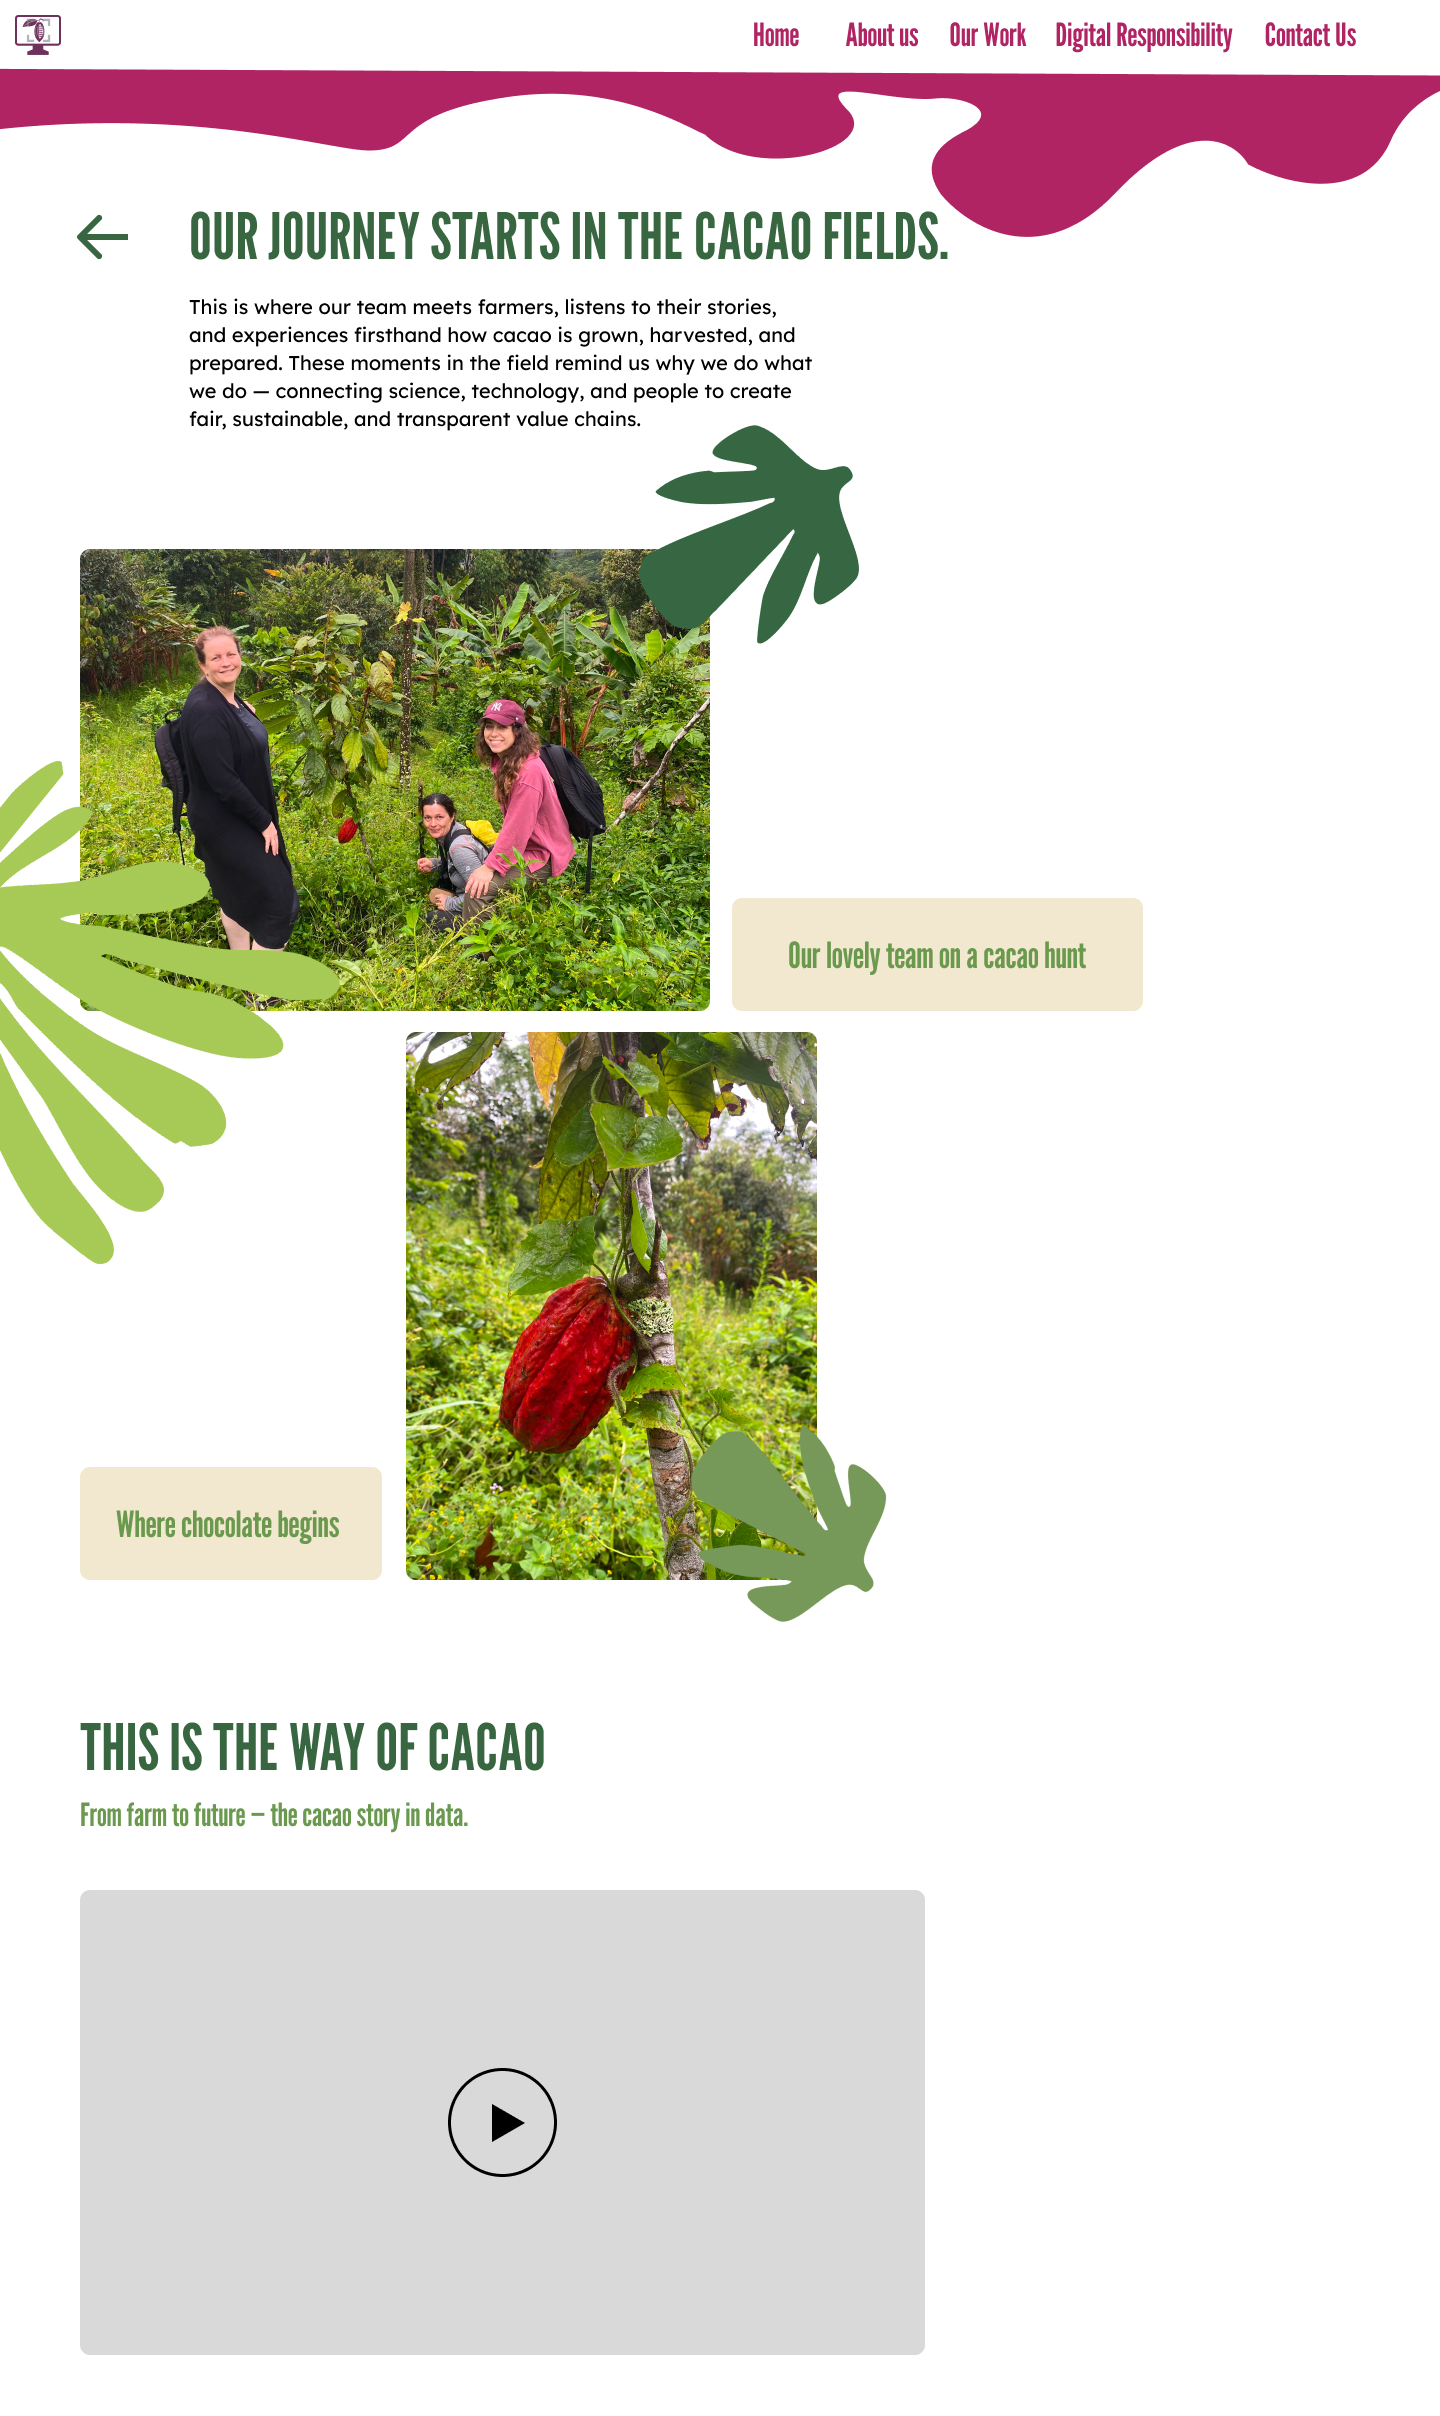 Home About us Our Work Digital Responsibility Contact Us
OUR JOURNEY STARTS IN THE CACAO FIELDS.
This is where our team meets farmers, listens to their stories,
and experiences firsthand how cacao is grown, harvested, and
prepared. These moments in the field remind us why we do what
we do — connecting science, technology, and people to create
fair, sustainable, and transparent value chains.
NY
Our lovely team on a cacao hunt
Where chocolate begins
THIS IS THE WAY OF CACAO
From farm to future – the cacao story in data.